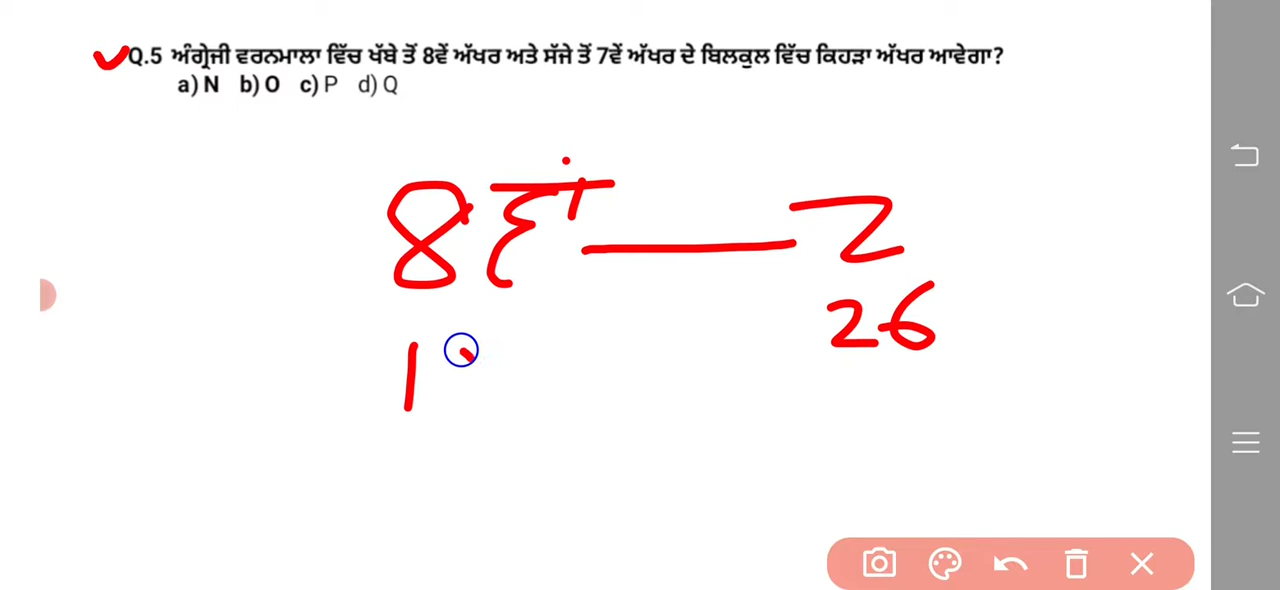 Q.5 ਅੰਗ੍ਰੇਜੀ ਵਰਨਮਾਲਾ ਵਿੱਚ ਖੱਬੇ ਤੋਂ 8ਵੇਂ ਅੱਖਰ ਅਤੇ ਸੱਜੇ ਤੋਂ 7ਵੇਂ ਅੱਖਰ ਦੇ ਬਿਲਕੁਲ ਵਿੱਚ ਕਿਹੜਾ ਅੱਖਰ ਆਵੇਗਾ?
a) N b) O c) P d) Q
8ਵਾਂ — Z
26
1